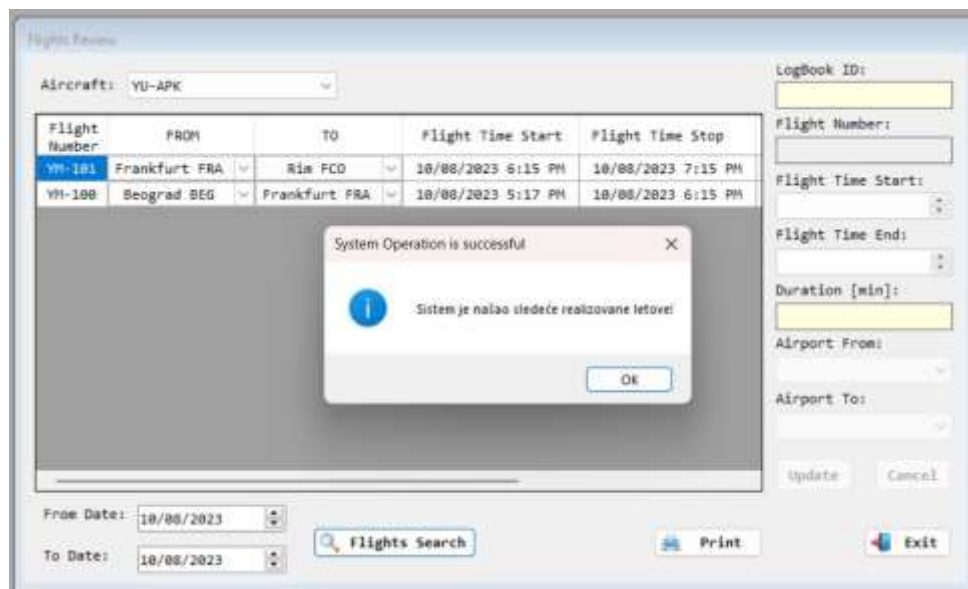 Flights Review
Aircraft: YU-APK
Flight Number FROM TO Flight Time Start Flight Time Stop
YM-101 Frankfurt FRA Rim FCO 10/08/2023 6:15 PM 10/08/2023 7:15 PM
YM-100 Beograd BEG Frankfurt FRA 10/08/2023 5:17 PM 10/08/2023 6:15 PM
System Operation is successful
Sistem je našao sledeće realizovane letove!
OK
LogBook ID:
Flight Number:
Flight Time Start:
Flight Time End:
Duration [min]:
Airport From:
Airport To:
Update Cancel
From Date: 10/08/2023
To Date: 10/08/2023
Flights Search
Print
Exit